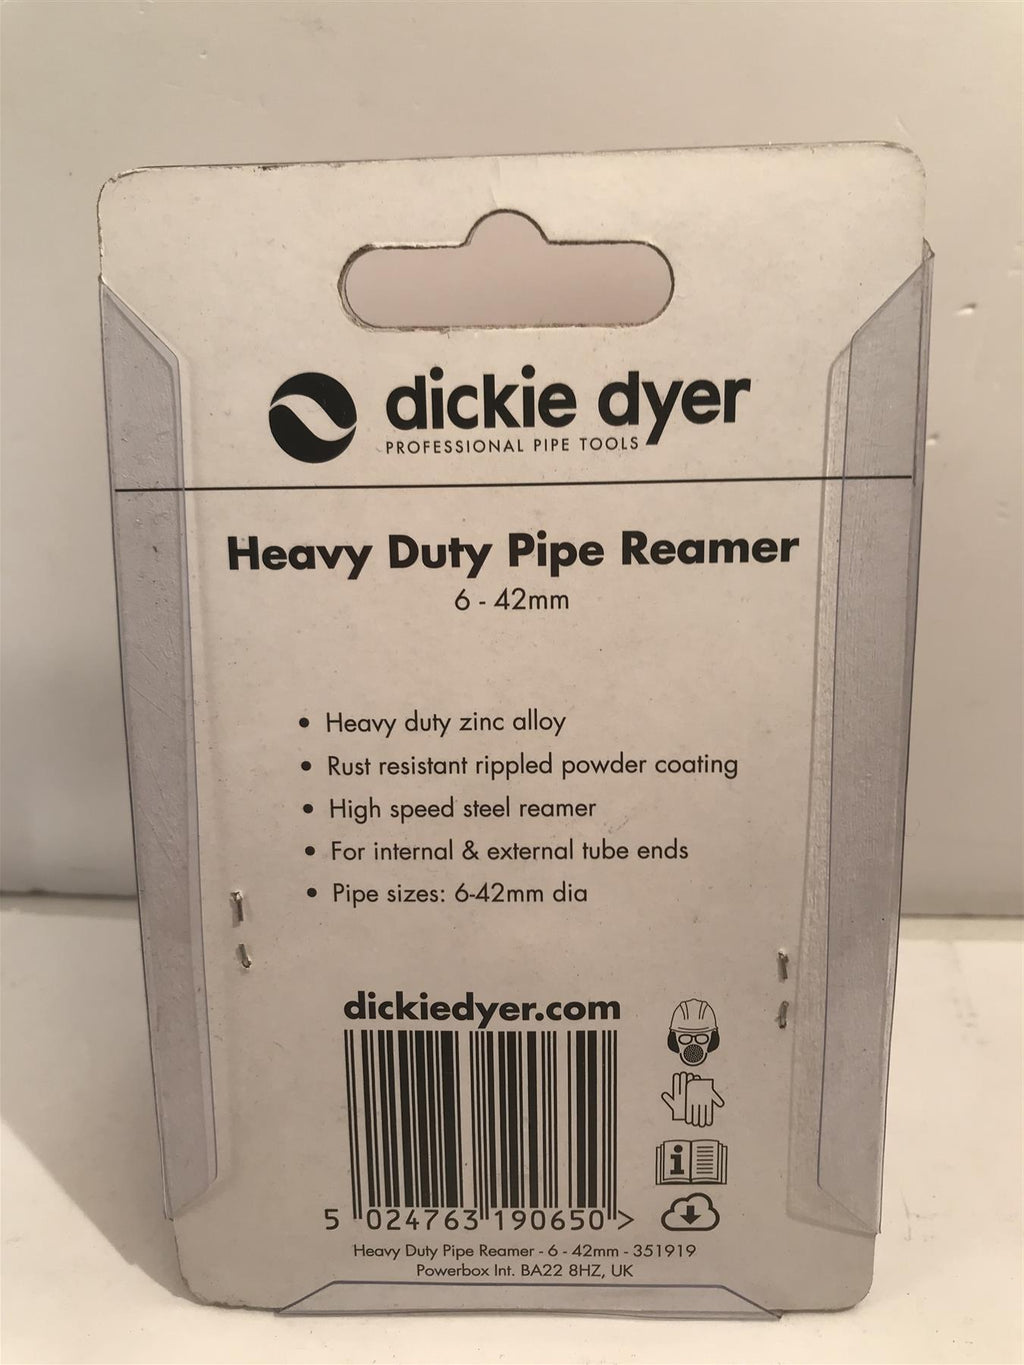 dickie dyer
PROFESSIONAL PIPE TOOLS
Heavy Duty Pipe Reamer
6 - 42mm
• Heavy duty zinc alloy
• Rust resistant rippled powder coating
• High speed steel reamer
• For internal & external tube ends
• Pipe sizes: 6-42mm dia
dickiedyer.com
5 024763 190650 >
Heavy Duty Pipe Reamer - 6 - 42mm - 351919
Powerbox Int. BA22 8HZ, UK